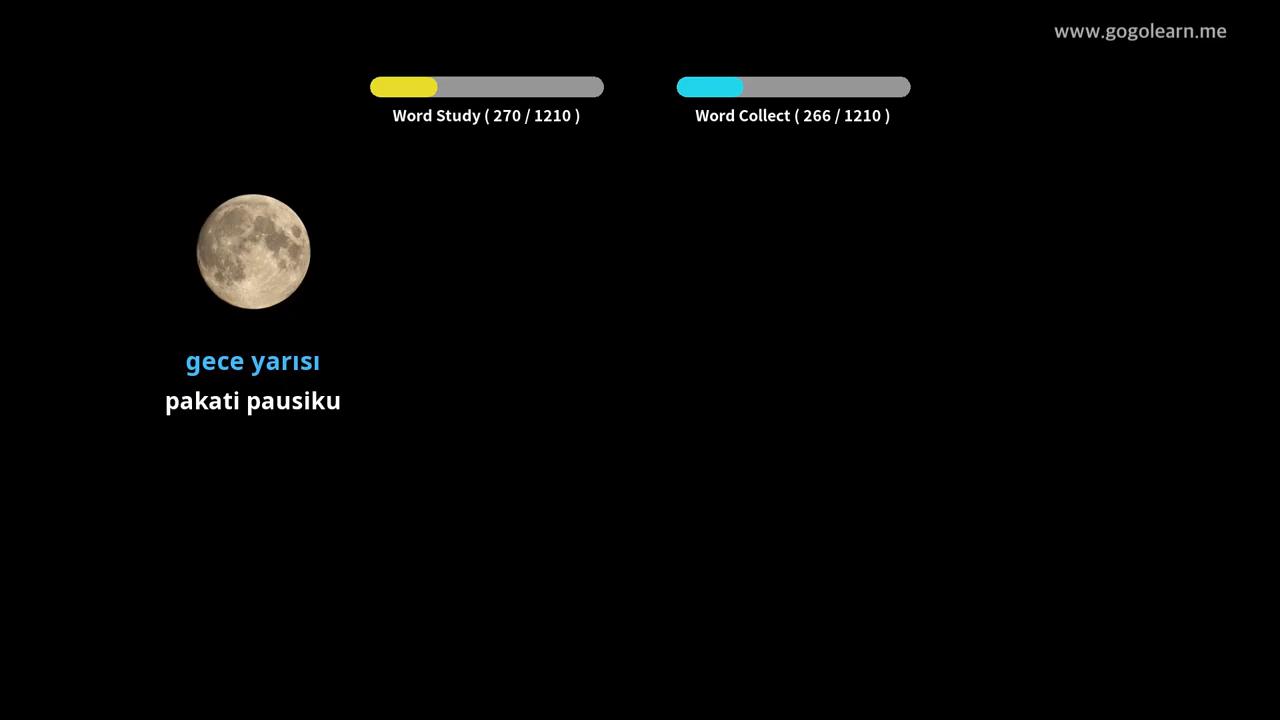 www.gogolearn.me
Word Study ( 270 / 1210 )
Word Collect ( 266 / 1210 )
gece yarısı
pakati pausiku